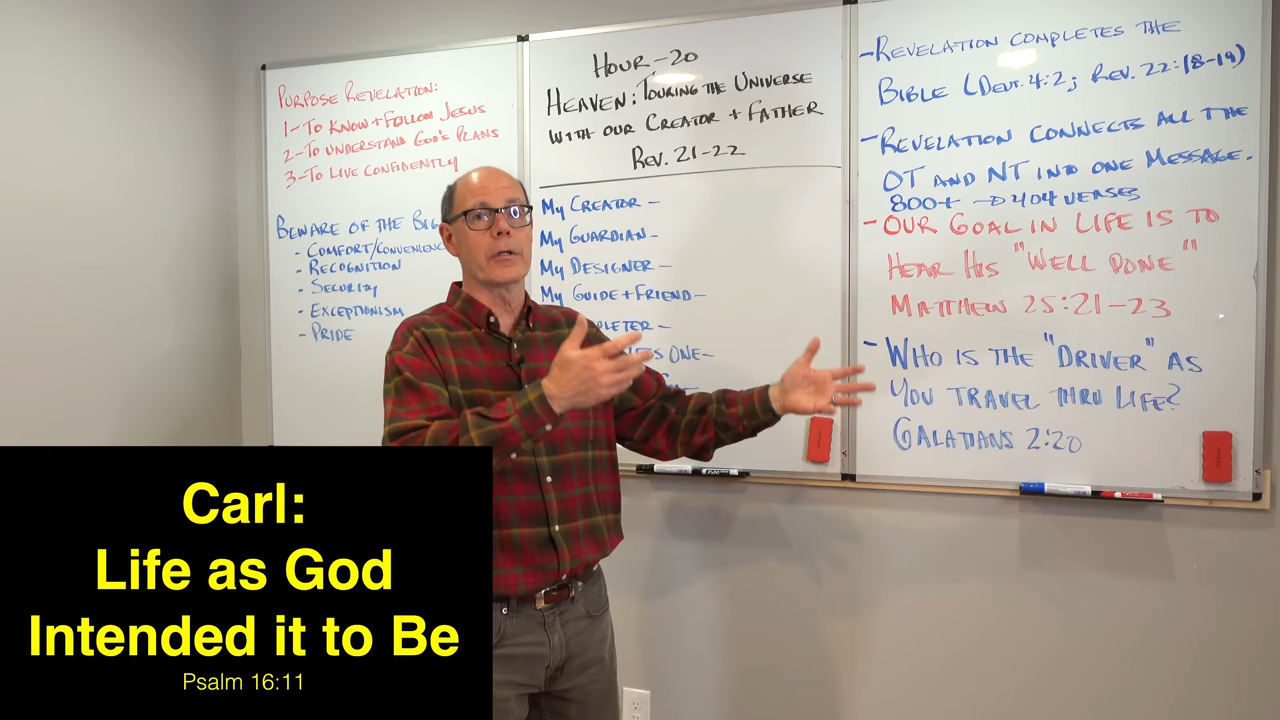 PURPOSE REVELATION:
1-TO KNOW + FOLLOW JESUS
2-TO UNDERSTAND GOD'S PLANS
3-TO LIVE CONFIDENTLY
BEWARE OF THE BIG
- COMFORT/CONVENIENC
- RECOGNITION
- SECURITY
- EXCEPTIONISM
- PRIDE
HOUR-20
HEAVEN: TOURING THE UNIVERSE
WITH OUR CREATOR + FATHER
REV. 21-22
MY CREATOR -
MY GUARDIAN-
MY DESIGNER-
MY GUIDE+FRIEND-
PLETER-
ONE-
-REVELATION COMPLETES THE
BIBLE (DEUT. 4:2; REV. 22:18-19)
-REVELATION CONNECTS ALL THE
OT AND NT INTO ONE MESSAGE.
800+ → 404 VERSES
-OUR GOAL IN LIFE IS TO
HEAR HIS "WELL DONE"
MATTHEW 25:21-23
-WHO IS THE "DRIVER" AS
YOU TRAVEL THRU LIFE?
GALATIANS 2:20
Carl:
Life as God
Intended it to Be
Psalm 16:11